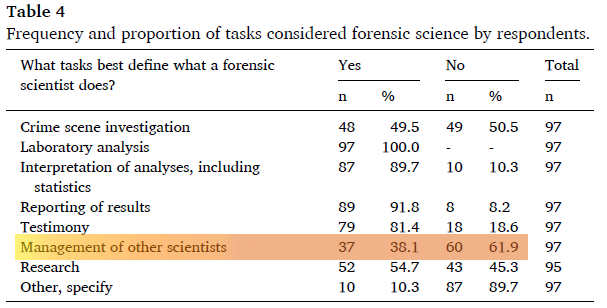 Table 4
Frequency and proportion of tasks considered forensic science by respondents.
What tasks best define what a forensic scientist does? Yes No Total
n % n % n
Crime scene investigation 48 49.5 49 50.5 97
Laboratory analysis 97 100.0 - - 97
Interpretation of analyses, including 87 89.7 10 10.3 97
statistics
Reporting of results 89 91.8 8 8.2 97
Testimony 79 81.4 18 18.6 97
Management of other scientists 37 38.1 60 61.9 97
Research 52 54.7 43 45.3 95
Other, specify 10 10.3 87 89.7 97